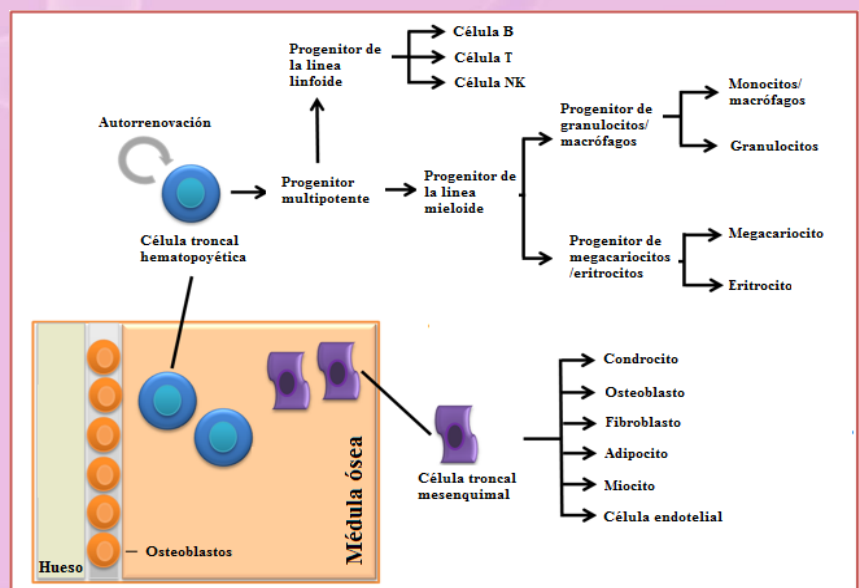 Autorrenovación
Célula troncal
hematopoyética
Progenitor
multipotente
Progenitor de
la linea
linfoide
Célula B
Célula T
Célula NK
Progenitor de
la linea
mieloide
Progenitor de
granulocitos/
macrófagos
Monocitos/
macrófagos
Granulocitos
Progenitor de
megacariocitos
/eritrocitos
Megacariocito
Eritrocito
Hueso
Osteoblastos
Médula ósea
Célula troncal
mesenquimal
Condrocito
Osteoblasto
Fibroblasto
Adipocito
Miocito
Célula endotelial